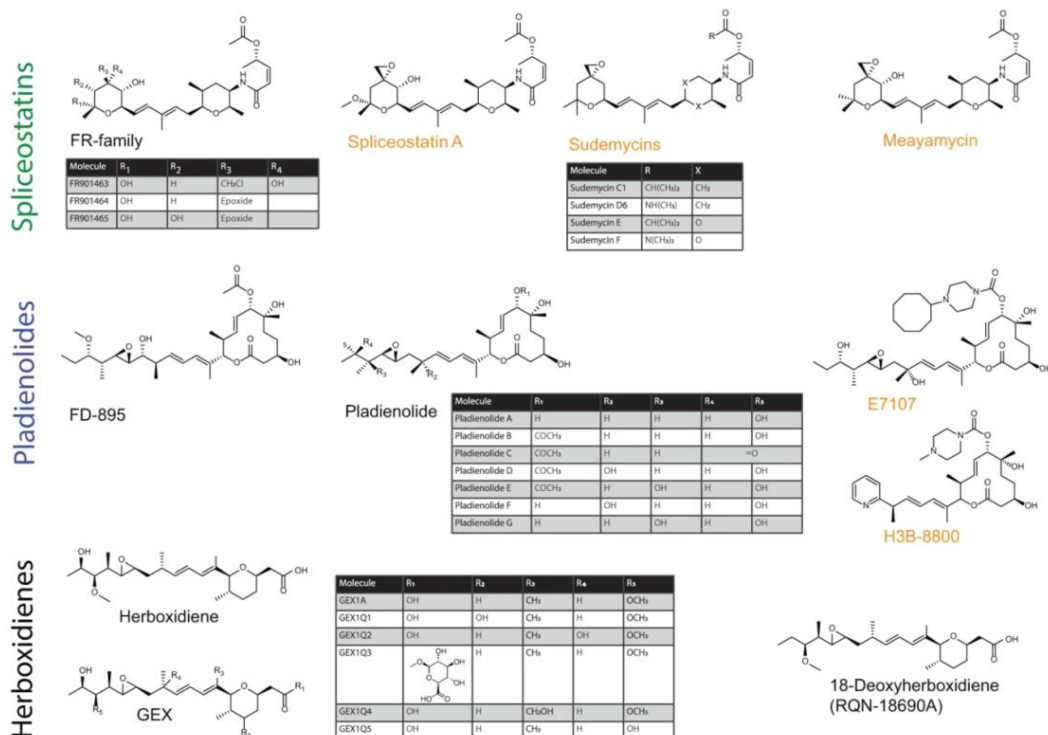 Spliceostatins
FR-family
Molecule R₁ R₂ R₃ R₄
FR901463 OH H CH₂Cl OH
FR901464 OH H Epoxide
FR901465 OH OH Epoxide
Spliceostatin A
Sudemycins
Molecule R X
Sudemycin C1 CH(CH₃)₂ CH₂
Sudemycin D6 NH(CH₃) CH₂
Sudemycin E CH(CH₃)₂ O
Sudemycin F N(CH₃)₂ O
Meayamycin
Pladienolides
FD-895
Pladienolide
Molecule R₁ R₂ R₃ R₄ R₅
Pladienolide A H H H H OH
Pladienolide B COCH₃ H H H OH
Pladienolide C COCH₃ H H =O
Pladienolide D COCH₃ OH H H OH
Pladienolide E COCH₃ H OH H OH
Pladienolide F H OH H H OH
Pladienolide G H H OH H OH
E7107
H3B-8800
Herboxidienes
Herboxidiene
GEX
Molecule R₁ R₂ R₃ R₄ R₅
GEX1A OH H CH₃ H OCH₃
GEX1Q1 OH OH CH₃ H OCH₃
GEX1Q2 OH H CH₃ OH OCH₃
GEX1Q3 H CH₃ H OCH₃
GEX1Q4 OH H CH₂OH H OCH₃
GEX1Q5 OH H CH₃ H OH
18-Deoxyherboxidiene
(RQN-18690A)